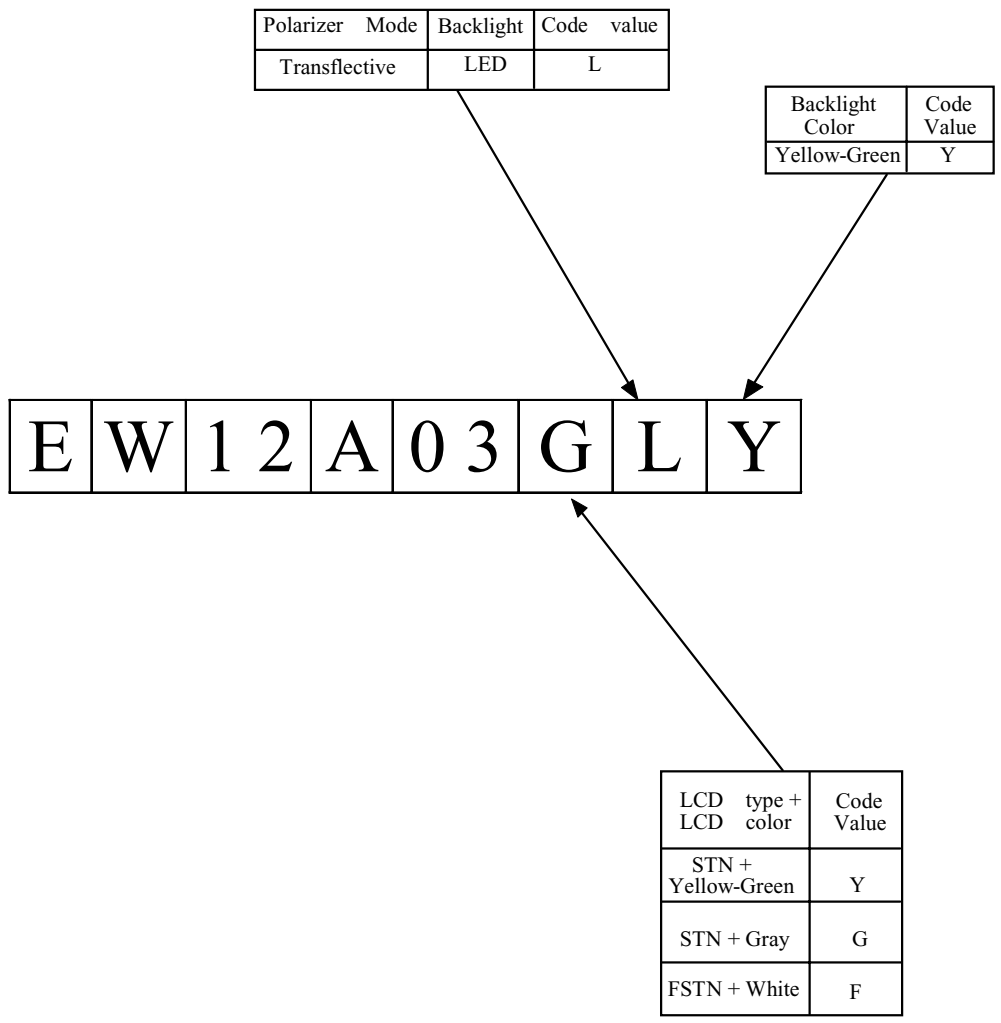 Polarizer Mode Backlight Code value
Transflective LED L
Backlight Code
Color Value
Yellow-Green Y
E W 1 2 A 0 3 G L Y
LCD type + Code
LCD color Value
STN +
Yellow-Green Y
STN + Gray G
FSTN + White F